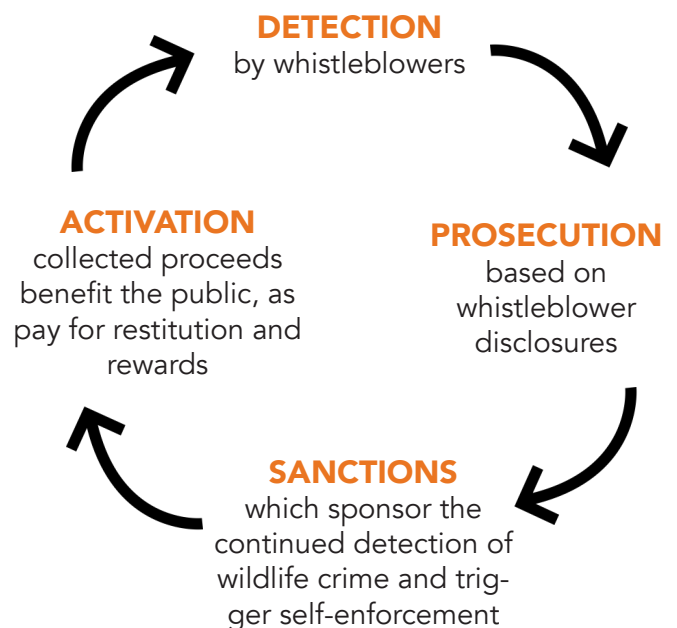 DETECTION
by whistleblowers
PROSECUTION
based on
whistleblower
disclosures
SANCTIONS
which sponsor the
continued detection of
wildlife crime and trig-
ger self-enforcement
ACTIVATION
collected proceeds
benefit the public, as
pay for restitution and
rewards